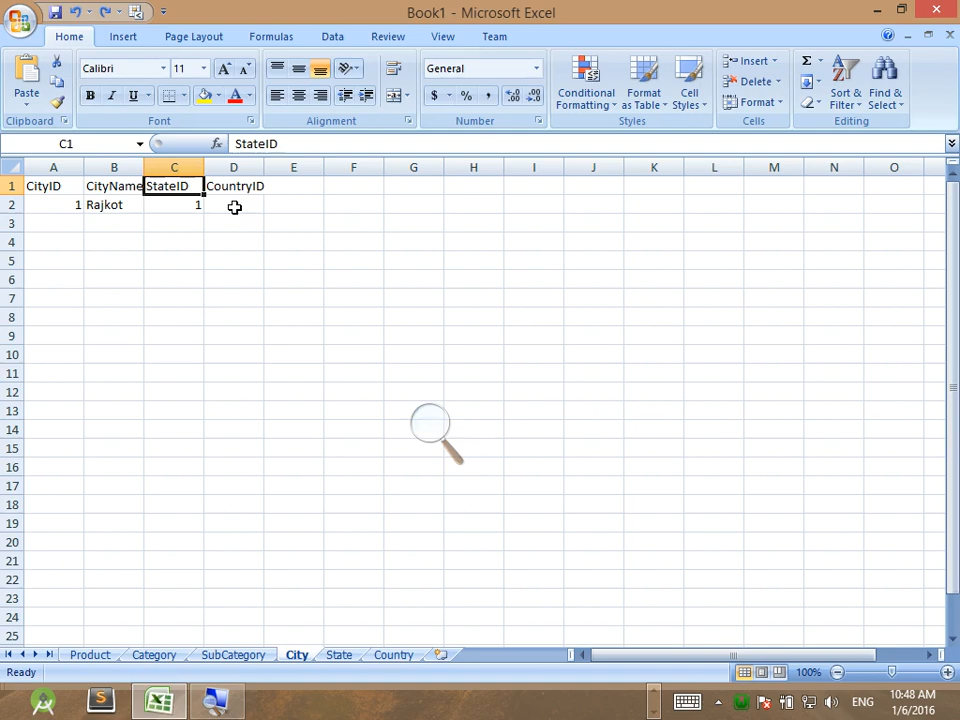 Book1 - Microsoft Excel
Home Insert Page Layout Formulas Data Review View Team
Paste
Calibri 11
General
Conditional Formatting
Format as Table
Cell Styles
Insert
Delete
Format
Sort & Filter
Find & Select
Clipboard Font Alignment Number Styles Cells Editing
C1 fx StateID
A B C D E F G H I J K L M N O
1 CityID CityName StateID CountryID
2 1 Rajkot 1
3
4
5
6
7
8
9
10
11
12
13
14
15
16
17
18
19
20
21
22
23
24
25
Product Category SubCategory City State Country
Ready 100%
ENG 10:48 AM
1/6/2016